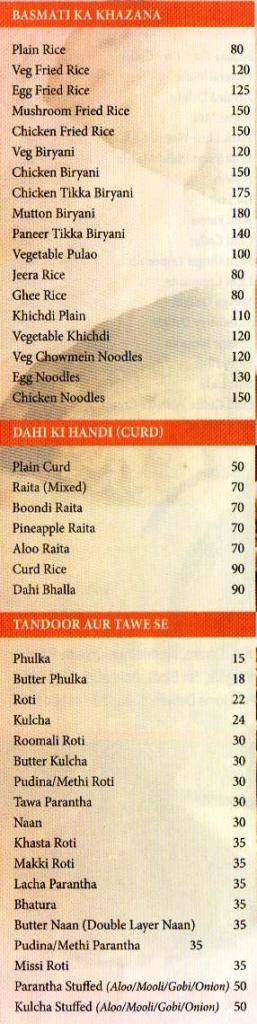 BASMATI KA KHAZANA
Plain Rice 80
Veg Fried Rice 120
Egg Fried Rice 125
Mushroom Fried Rice 150
Chicken Fried Rice 150
Veg Biryani 120
Chicken Biryani 150
Chicken Tikka Biryani 175
Mutton Biryani 180
Paneer Tikka Biryani 140
Vegetable Pulao 100
Jeera Rice 80
Ghee Rice 80
Khichdi Plain 110
Vegetable Khichdi 120
Veg Chowmein Noodles 120
Egg Noodles 130
Chicken Noodles 150
DAHI KI HANDI (CURD)
Plain Curd 50
Raita (Mixed) 70
Boondi Raita 70
Pineapple Raita 70
Aloo Raita 70
Curd Rice 90
Dahi Bhalla 90
TANDOOR AUR TAWE SE
Phulka 15
Butter Phulka 18
Roti 22
Kulcha 24
Roomali Roti 30
Butter Kulcha 30
Pudina/Methi Roti 30
Tawa Parantha 30
Naan 30
Khasta Roti 35
Makki Roti 35
Lacha Parantha 35
Bhatura 35
Butter Naan (Double Layer Naan) 35
Pudina/Methi Parantha 35
Missi Roti 35
Parantha Stuffed (Aloo/Mooli/Gobi/Onion) 50
Kulcha Stuffed (Aloo/Mooli/Gobi/Onion) 50